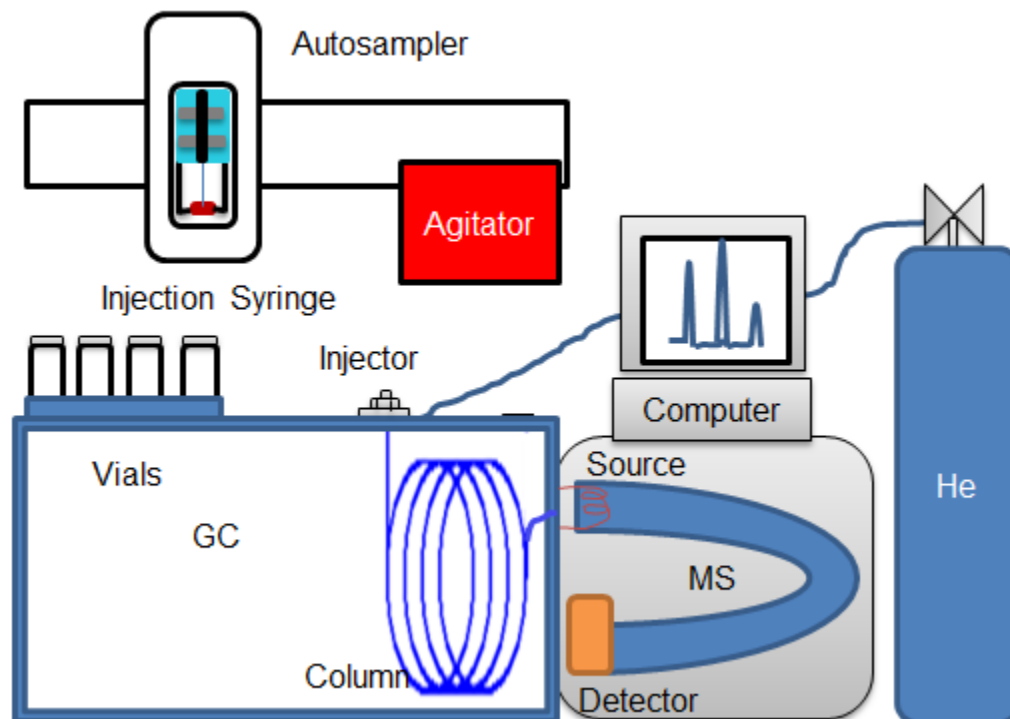 Autosampler
Agitator
Injection Syringe
Injector
Computer
Vials
Source
GC
He
MS
Column
Detector